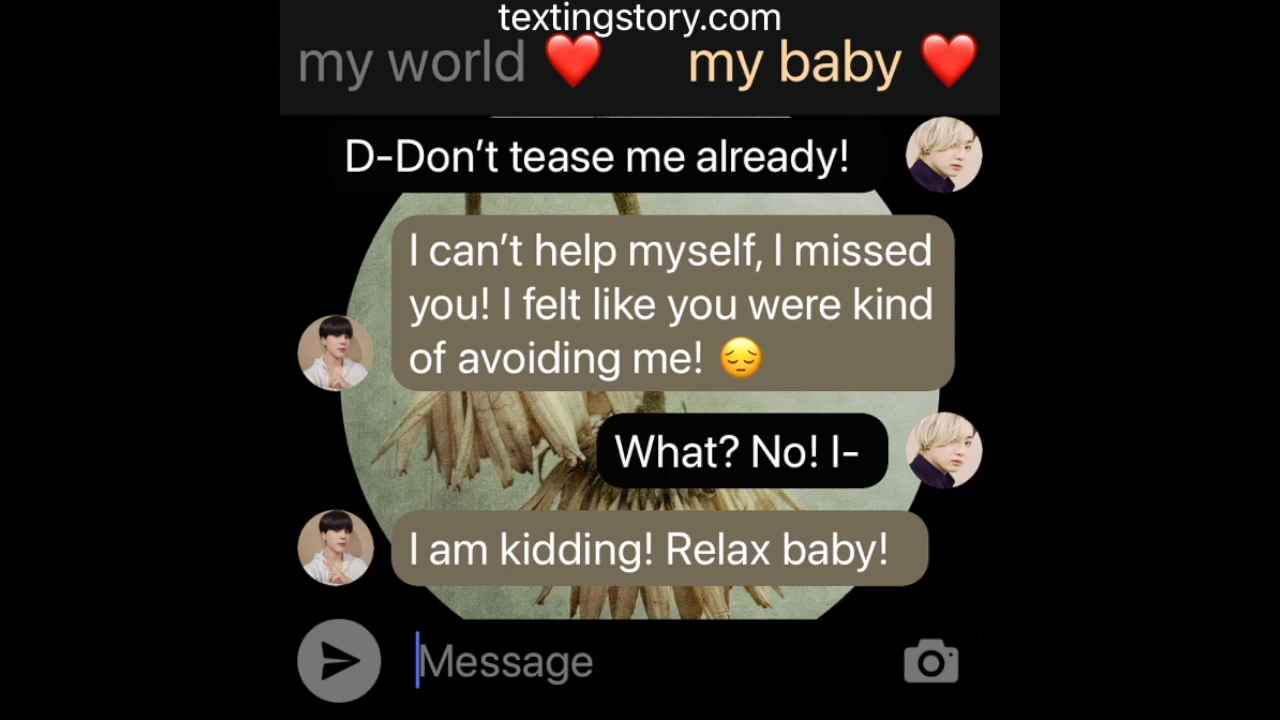 textingstory.com
my world ❤️ my baby ❤️
D-Don’t tease me already!
I can’t help myself, I missed
you! I felt like you were kind
of avoiding me! 😔
What? No! I-
I am kidding! Relax baby!
Message